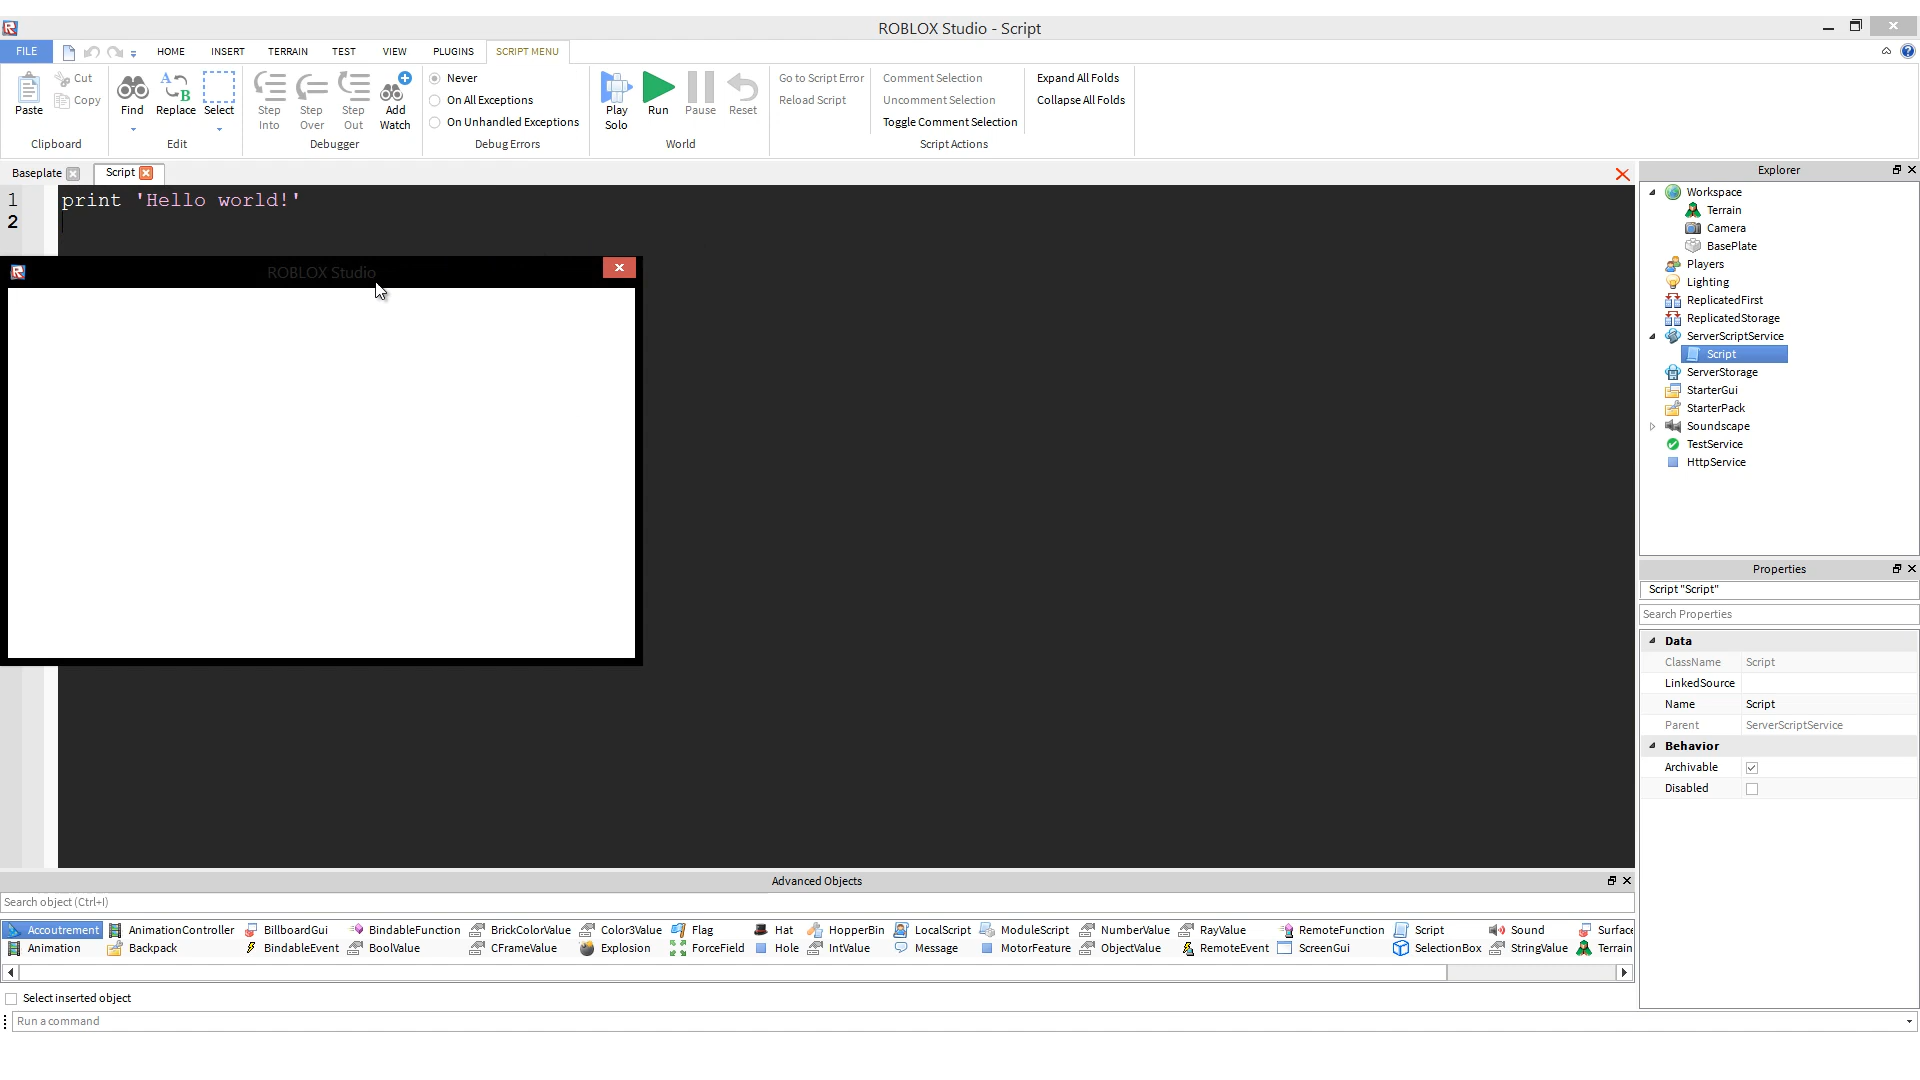 ROBLOX Studio - Script
FILE HOME INSERT TERRAIN TEST VIEW PLUGINS SCRIPT MENU
Paste
Cut
Copy
Clipboard
Find
Replace
Select
Edit
Step Into
Step Over
Step Out
Add Watch
Debugger
Never
On All Exceptions
On Unhandled Exceptions
Debug Errors
Play Solo
Run
Pause
Reset
World
Go to Script Error
Reload Script
Comment Selection
Uncomment Selection
Toggle Comment Selection
Script Actions
Expand All Folds
Collapse All Folds
Baseplate
Script
1 print 'Hello world!'
2
ROBLOX Studio
Explorer
Workspace
Terrain
Camera
BasePlate
Players
Lighting
ReplicatedFirst
ReplicatedStorage
ServerScriptService
Script
ServerStorage
StarterGui
StarterPack
Soundscape
TestService
HttpService
Properties
Script "Script"
Search Properties
Data
ClassName Script
LinkedSource
Name Script
Parent ServerScriptService
Behavior
Archivable
Disabled
Advanced Objects
Search object (Ctrl+I)
Accoutrement AnimationController BillboardGui BindableFunction BrickColorValue Color3Value Flag Hat HopperBin LocalScript ModuleScript NumberValue RayValue RemoteFunction Script Sound Surface
Animation Backpack BindableEvent BoolValue CFrameValue Explosion ForceField Hole IntValue Message MotorFeature ObjectValue RemoteEvent ScreenGui SelectionBox StringValue Terrain
Select inserted object
Run a command